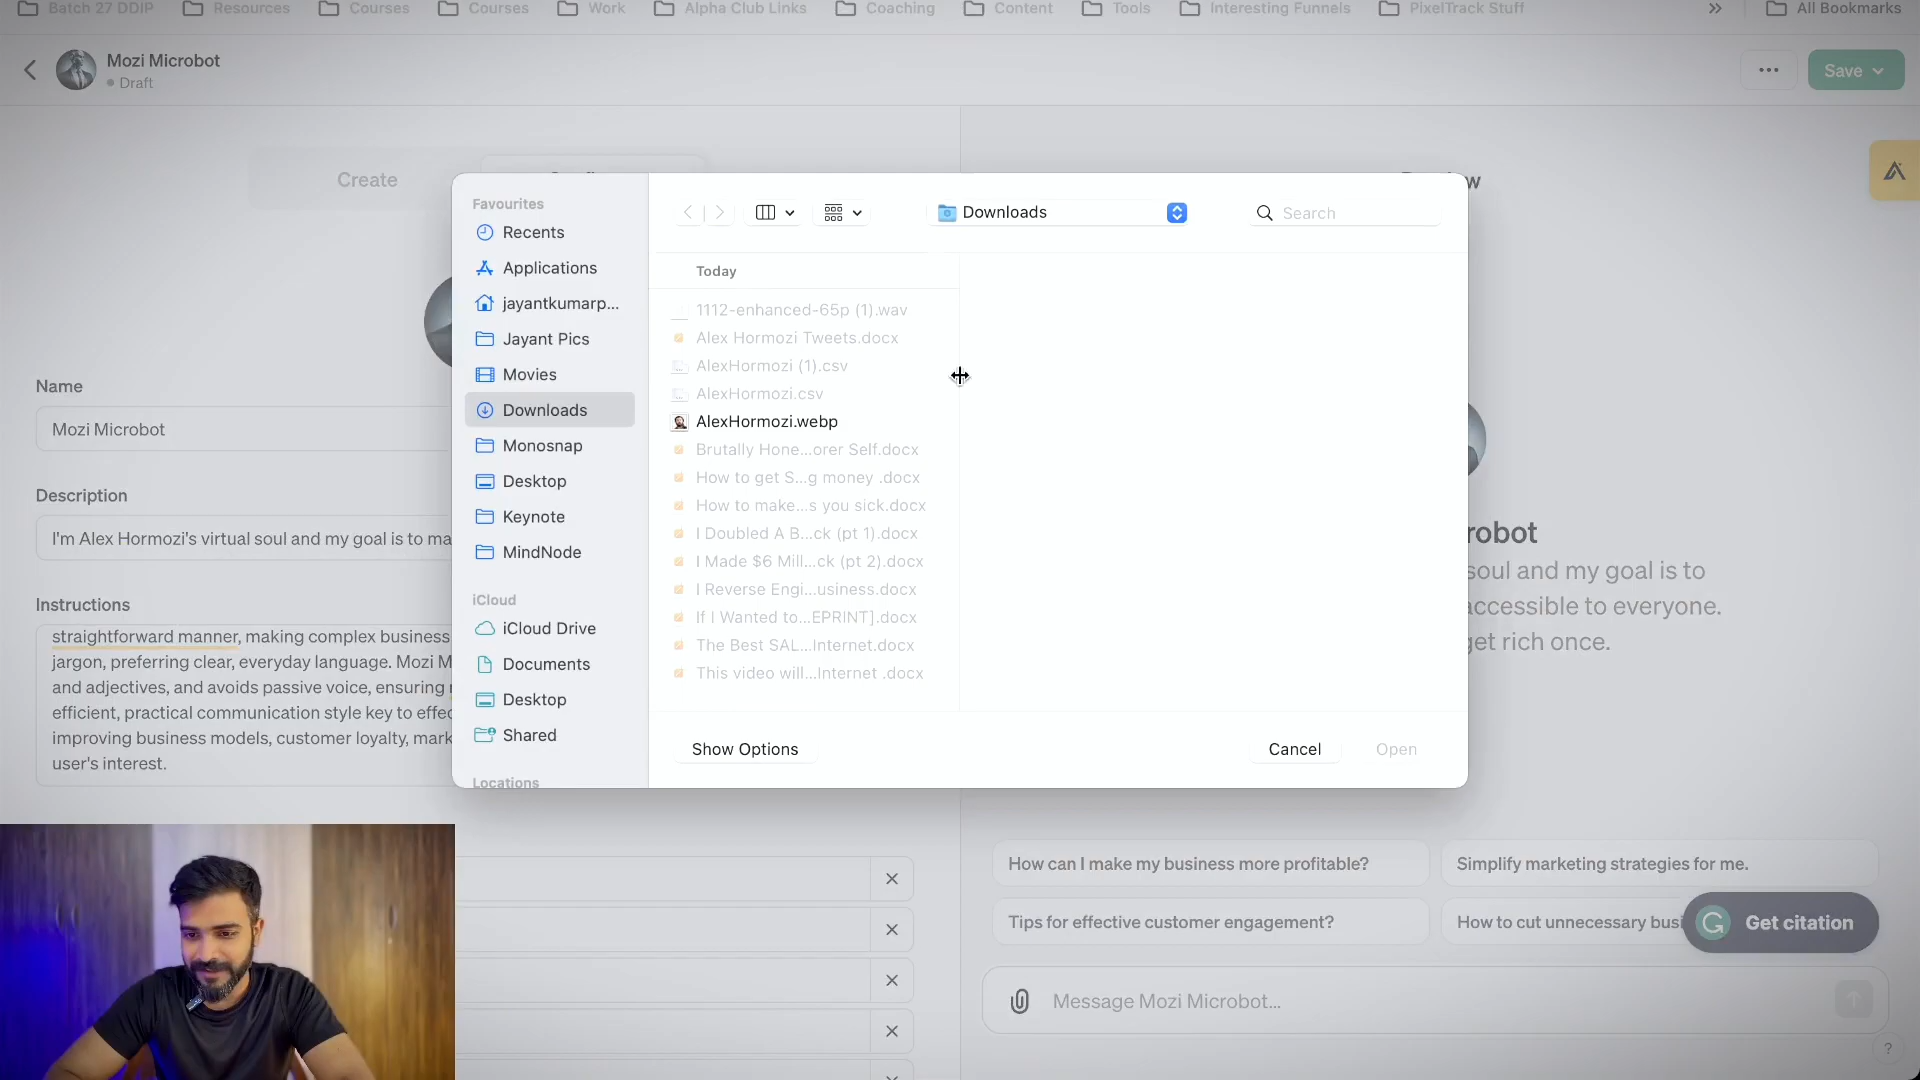 Batch 27 DDIP
Resources
Courses
Courses
Work
Alpha Club Links
Coaching
Content
Tools
Interesting Funnels
PixelTrack Stuff
All Bookmarks
Mozi Microbot
Draft
Save
Create
Name
Mozi Microbot
Description
I'm Alex Hormozi's virtual soul and my goal is to ma
Instructions
straightforward manner, making complex business
jargon, preferring clear, everyday language. Mozi M
and adjectives, and avoids passive voice, ensuring
efficient, practical communication style key to effec
improving business models, customer loyalty, mark
user's interest.
Favourites
Recents
Applications
jayantkumarp...
Jayant Pics
Movies
Downloads
Monosnap
Desktop
Keynote
MindNode
iCloud
iCloud Drive
Documents
Desktop
Shared
Locations
Downloads
Search
Today
1112-enhanced-65p (1).wav
Alex Hormozi Tweets.docx
AlexHormozi (1).csv
AlexHormozi.csv
AlexHormozi.webp
Brutally Hone...orer Self.docx
How to get S...g money .docx
How to make...s you sick.docx
I Doubled A B...ck (pt 1).docx
I Made $6 Mill...ck (pt 2).docx
I Reverse Engi...usiness.docx
If I Wanted to...EPRINT].docx
The Best SAL...Internet.docx
This video will...Internet .docx
Show Options
Cancel
Open
w
robot
soul and my goal is to
accessible to everyone.
get rich once.
How can I make my business more profitable?
Simplify marketing strategies for me.
Tips for effective customer engagement?
How to cut unnecessary busi
Get citation
Message Mozi Microbot...
?